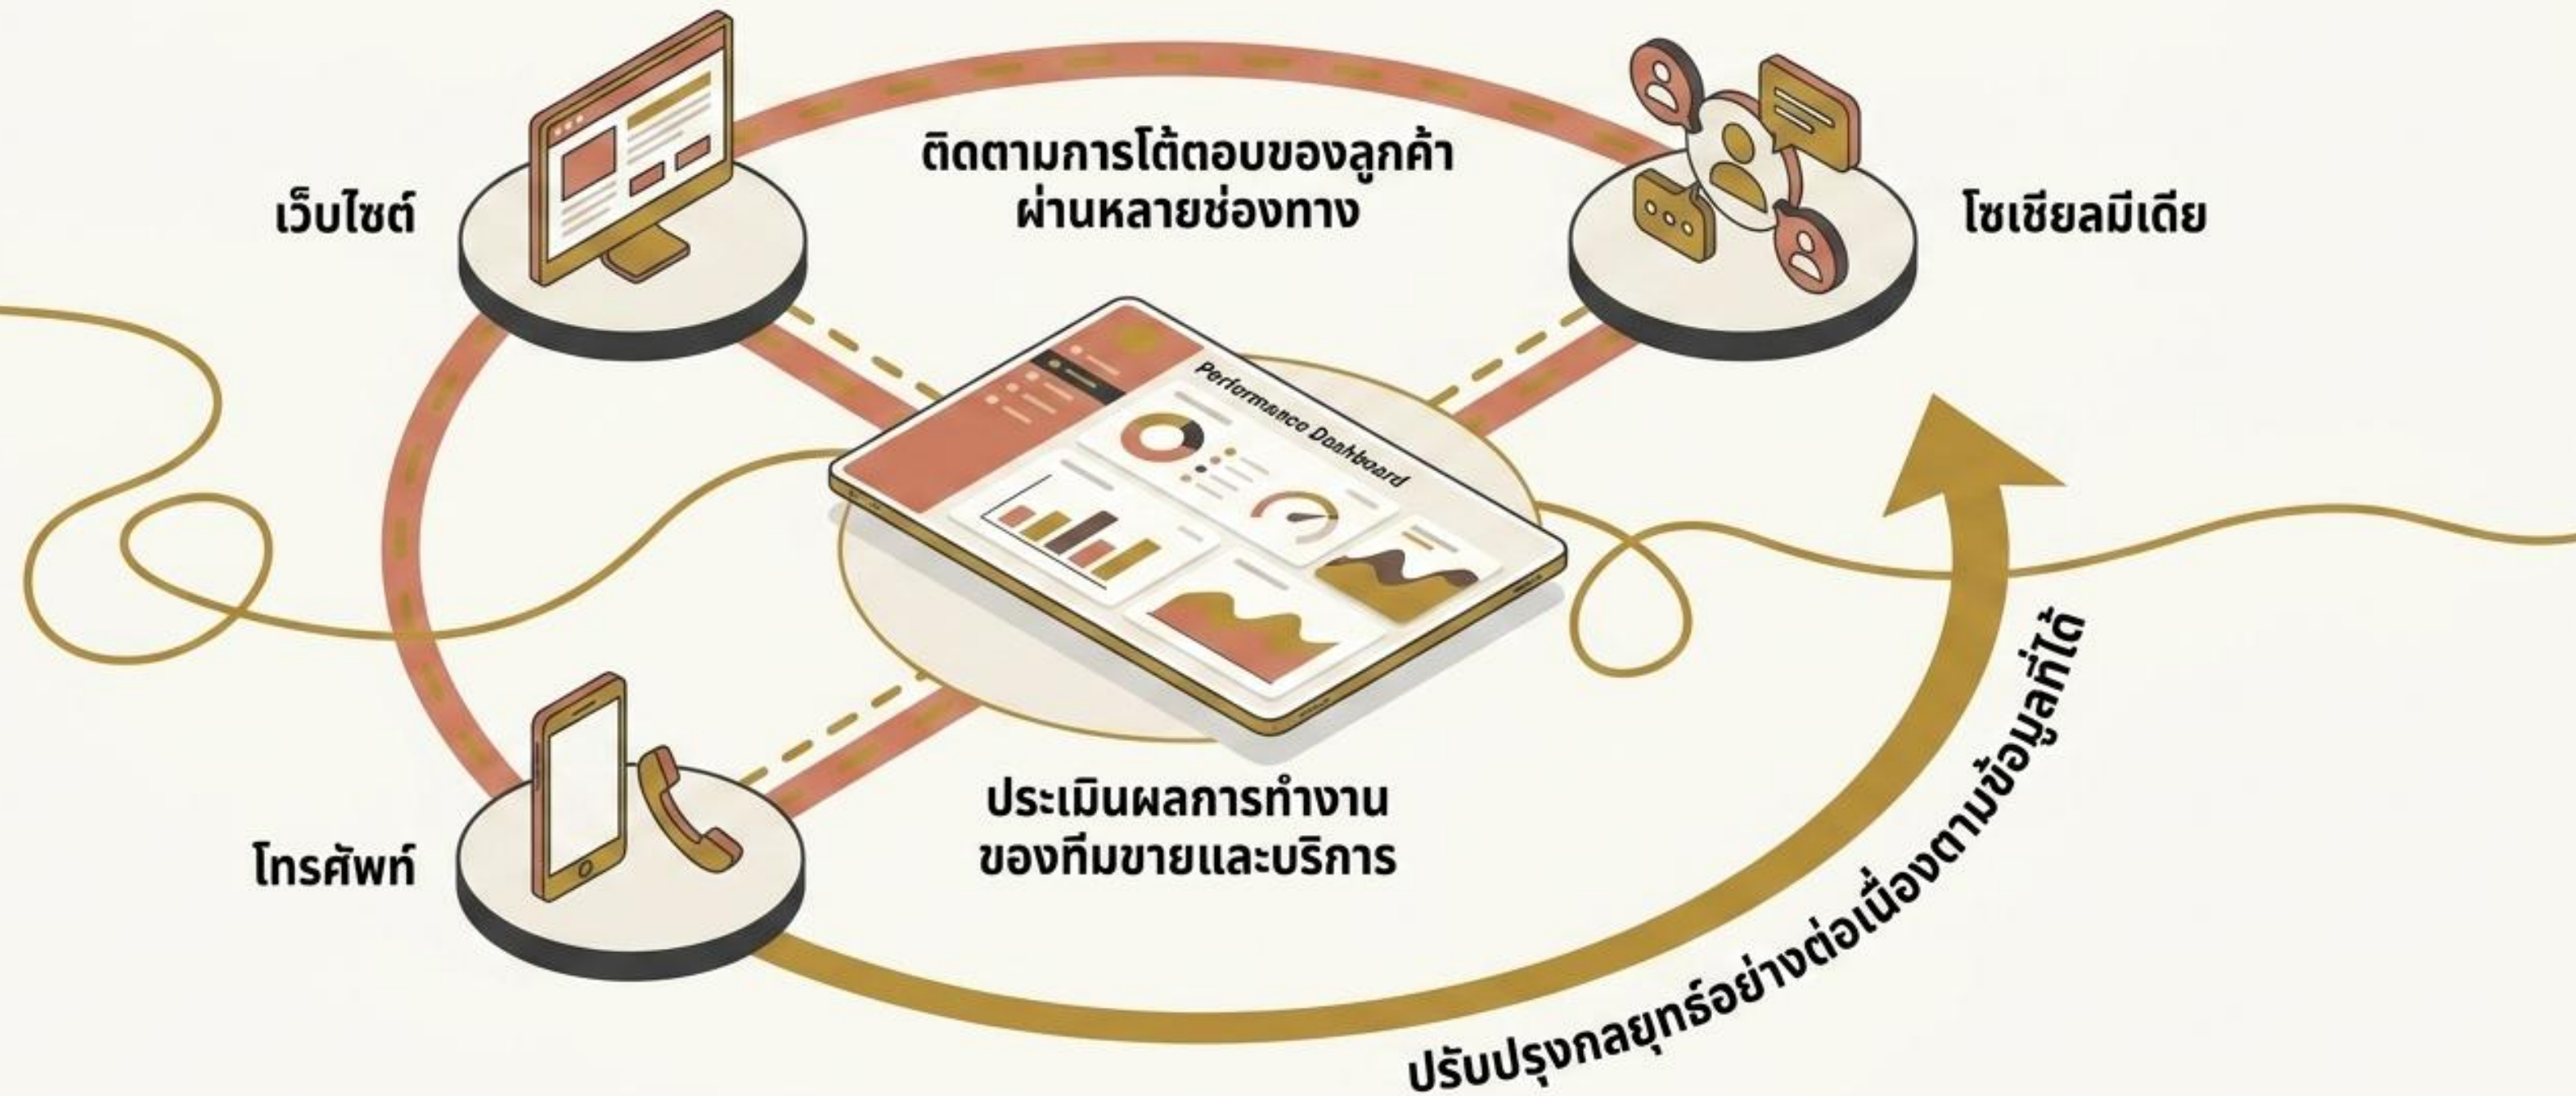 ติดตามการโต้ตอบของลูกค้า
ผ่านหลายช่องทาง
เว็บไซต์
โซเชียลมีเดีย
Performance Daahboard
ประเมินผลการทำงาน
ของทีมขายและบริการ
โทรศัพท์
ปรับปรุงกลยุทธ์อย่างต่อเนื่องตามข้อมูลที่ได้